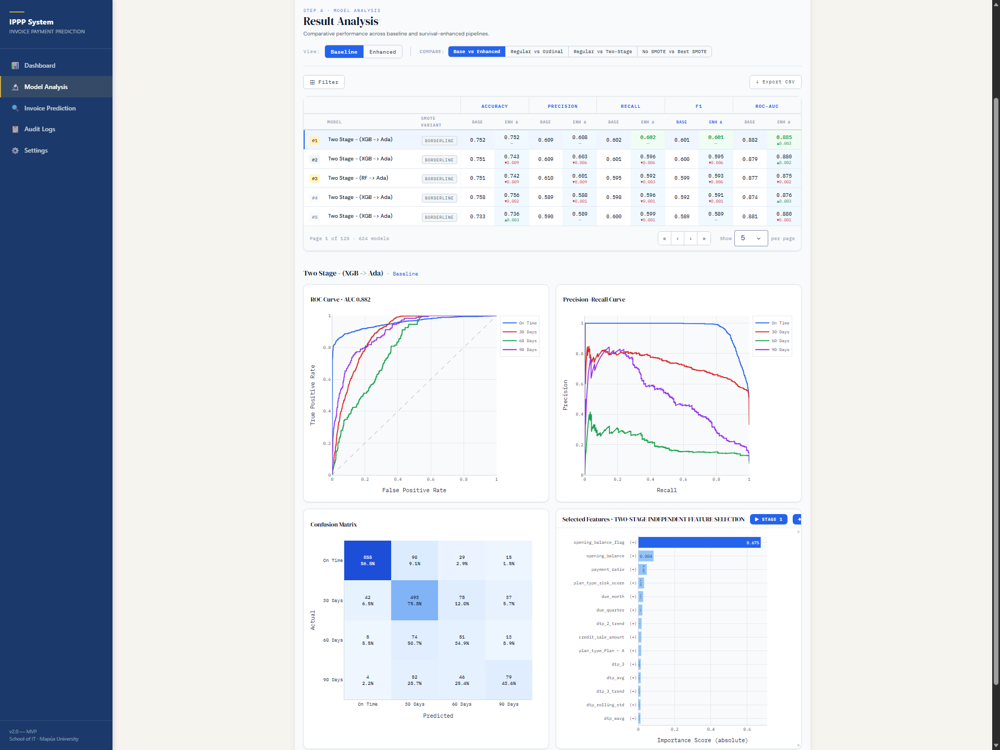 IPPP System
INVOICE PAYMENT PREDICTION
Dashboard
Model Analysis
Invoice Prediction
Audit Logs
Settings
v2.0 — MVP
School of IT · Mapúa University
STEP 4 · MODEL ANALYSIS
Result Analysis
Comparative performance across baseline and survival-enhanced pipelines.
View: Baseline Enhanced COMPARE: Base vs Enhanced Regular vs Ordinal Regular vs Two-Stage No SMOTE vs Best SMOTE
⊞ Filter
↓ Export CSV
ACCURACY PRECISION RECALL F1 ROC-AUC
MODEL SMOTE VARIANT BASE ENH Δ BASE ENH Δ BASE ENH Δ BASE ENH Δ BASE ENH Δ
#1 Two Stage - (XGB -> Ada) BORDERLINE 0.752 0.752 — 0.609 0.608 — 0.602 0.602 — 0.601 0.601 — 0.882 0.885 ▲0.003
#2 Two Stage - (XGB -> Ada) BORDERLINE 0.751 0.743 ▼0.009 0.609 0.603 ▼0.006 0.601 0.596 ▼0.006 0.600 0.595 ▼0.006 0.879 0.880 ▲0.002
#3 Two Stage - (RF -> Ada) BORDERLINE 0.751 0.742 ▼0.009 0.610 0.601 ▼0.009 0.595 0.592 ▼0.003 0.599 0.593 ▼0.006 0.877 0.875 ▼0.002
#4 Two Stage - (XGB -> Ada) BORDERLINE 0.758 0.756 ▼0.002 0.589 0.588 ▼0.001 0.598 0.596 ▼0.001 0.592 0.591 ▼0.001 0.874 0.876 ▲0.003
#5 Two Stage - (XGB -> Ada) BORDERLINE 0.733 0.736 ▲0.003 0.590 0.589 — 0.600 0.599 ▼0.001 0.589 0.589 — 0.881 0.880 ▼0.001
Page 1 of 125 · 624 models « ‹ › » Show 5 per page
Two Stage - (XGB -> Ada) · Baseline
ROC Curve · AUC 0.882
1
0.8
0.6
0.4
0.2
0
0 0.2 0.4 0.6 0.8 1
True Positive Rate
False Positive Rate
On Time
30 Days
60 Days
90 Days
Precision–Recall Curve
1
0.8
0.6
0.4
0.2
0
0 0.2 0.4 0.6 0.8 1
Precision
Recall
On Time
30 Days
60 Days
90 Days
Confusion Matrix
Actual
On Time 855 90 29 15
86.5% 9.1% 2.9% 1.5%
30 Days 42 493 78 37
6.5% 75.8% 12.0% 5.7%
60 Days 8 74 51 13
5.5% 50.7% 34.9% 8.9%
90 Days 4 52 46 79
2.2% 28.7% 25.4% 43.6%
On Time 30 Days 60 Days 90 Days
Predicted
Selected Features · TWO-STAGE INDEPENDENT FEATURE SELECTION ▶ STAGE 1
opening_balance_flag (+) 0.675
opening_balance (+) 0.084
payment_ratio (+)
plan_type_risk_score (+)
due_month (+)
due_quarter (+)
dtp_2_trend (+)
credit_sale_amount (+)
plan_type_Plan - A (+)
dtp_3 (+)
dtp_avg (+)
dtp_3_trend (+)
dtp_rolling_std (+)
dtp_wavg (+)
0 0.2 0.4 0.6
Importance Score (absolute)